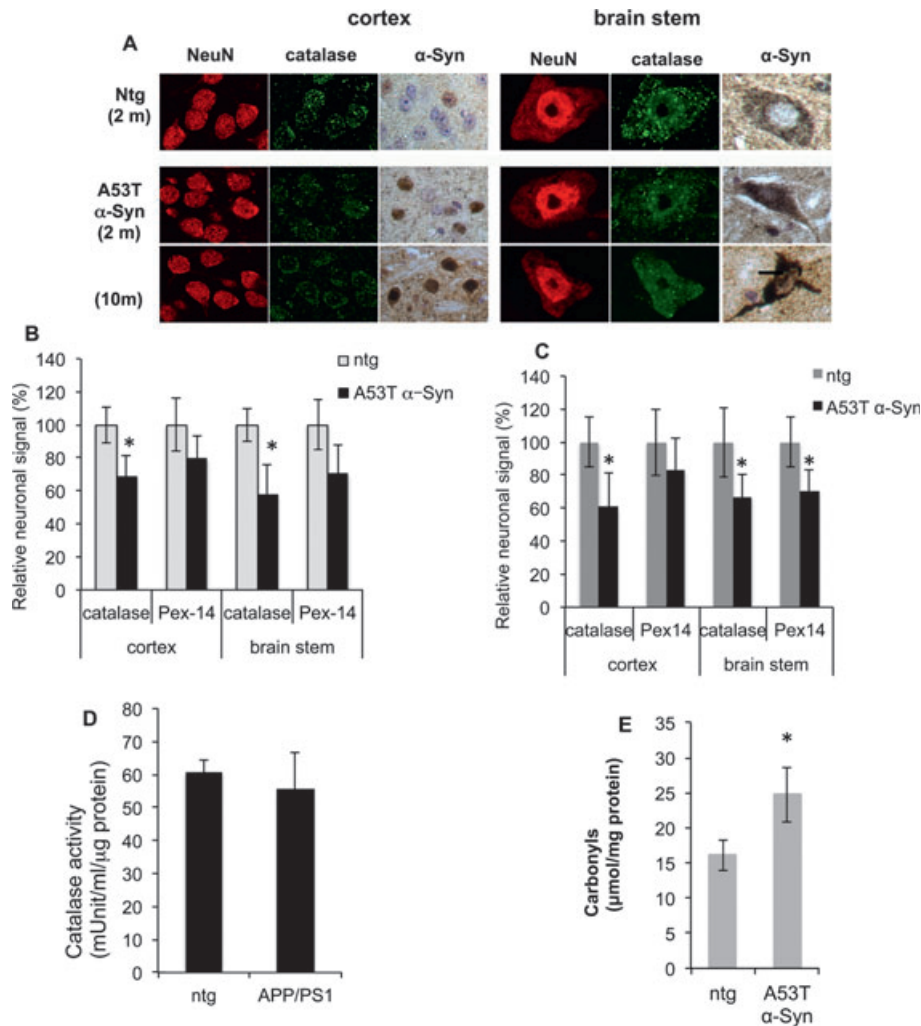 cortex brain stem
A
NeuN catalase α-Syn NeuN catalase α-Syn
Ntg
(2 m)
A53T
α-Syn
(2 m)
(10m)
B
ntg
A53T α−Syn
Relative neuronal signal (%)
140
120
100
80
60
40
20
0
* *
catalase Pex-14 catalase Pex-14
cortex brain stem
C
ntg
A53T α-Syn
Relative neuronal signal (%)
140
120
100
80
60
40
20
0
* * *
catalase Pex14 catalase Pex14
cortex brain stem
D
Catalase activity
(mUnit/ml/µg protein)
80
70
60
50
40
30
20
10
0
ntg APP/PS1
E
Carbonyls
(µmol/mg protein)
35
30
25
20
15
10
5
0
*
ntg A53T
α-Syn